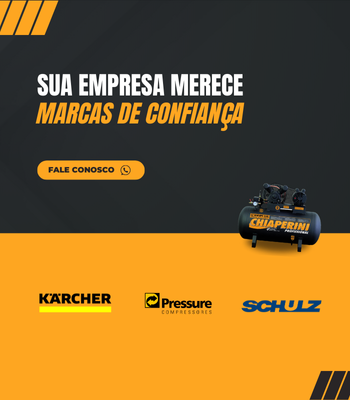 SUA EMPRESA MERECE
MARCAS DE CONFIANÇA
FALE CONOSCO
CHIAPERINI
KÄRCHER
Pressure
COMPRESSORES
SCHULZ